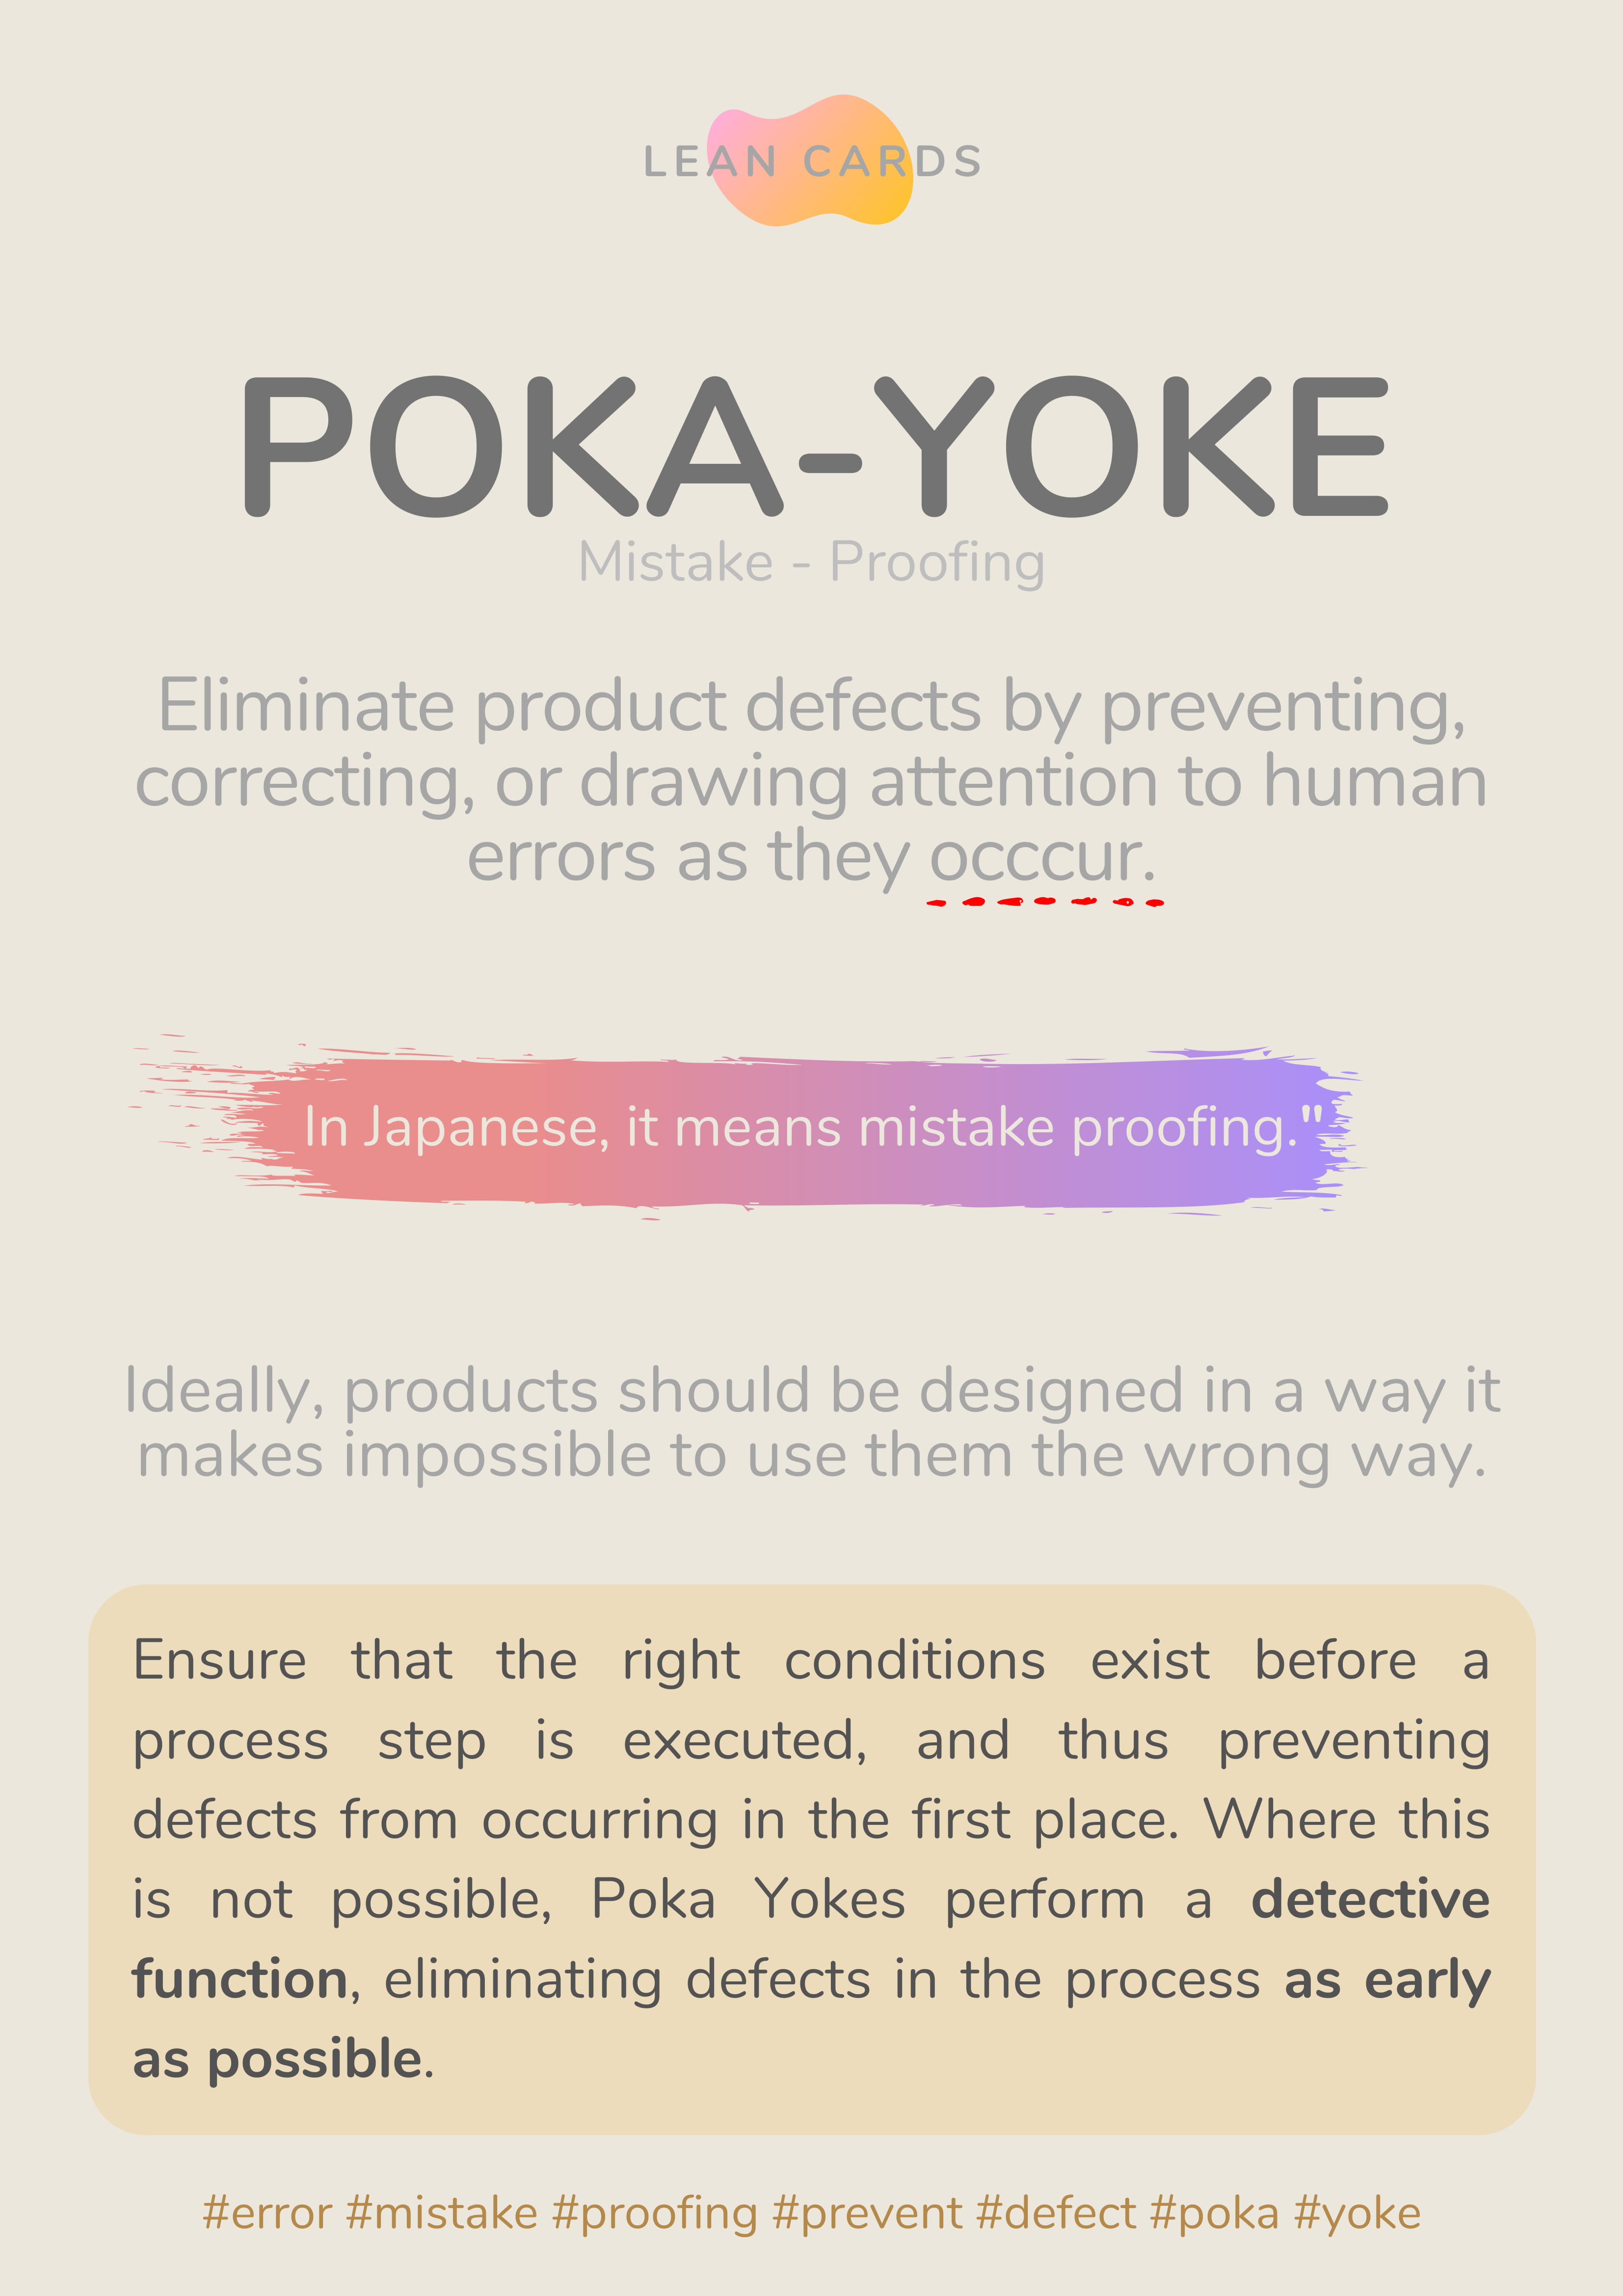 LEAN CARDS
POKA-YOKE
Mistake - Proofing
Eliminate product defects by preventing,
correcting, or drawing attention to human
errors as they occcur.
In Japanese, it means mistake proofing."
Ideally, products should be designed in a way it
makes impossible to use them the wrong way.
Ensure that the right conditions exist before a
process step is executed, and thus preventing
defects from occurring in the first place. Where this
is not possible, Poka Yokes perform a detective
function, eliminating defects in the process as early
as possible.
#error #mistake #proofing #prevent #defect #poka #yoke